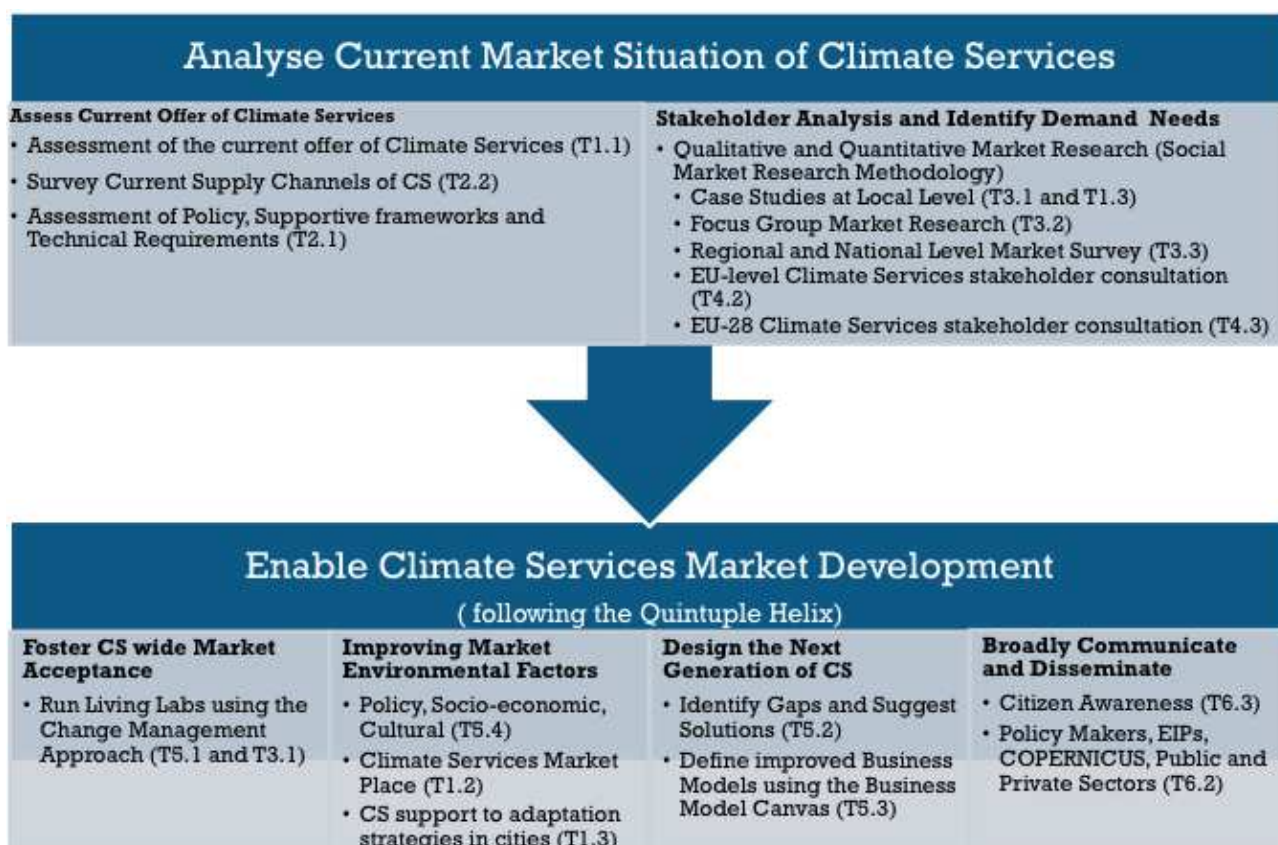 Analyse Current Market Situation of Climate Services
Assess Current Offer of Climate Services
• Assessment of the current offer of Climate Services (T1.1)
• Survey Current Supply Channels of CS (T2.2)
• Assessment of Policy, Supportive frameworks and
Technical Requirements (T2.1)
Stakeholder Analysis and Identify Demand Needs
• Qualitative and Quantitative Market Research (Social
Market Research Methodology)
• Case Studies at Local Level (T3.1 and T1.3)
• Focus Group Market Research (T3.2)
• Regional and National Level Market Survey (T3.3)
• EU-level Climate Services stakeholder consultation
(T4.2)
• EU-28 Climate Services stakeholder consultation (T4.3)
Enable Climate Services Market Development
( following the Quintuple Helix)
Foster CS wide Market
Acceptance
• Run Living Labs using the
Change Management
Approach (T5.1 and T3.1)
Improving Market
Environmental Factors
• Policy, Socio-economic,
Cultural (T5.4)
• Climate Services Market
Place (T1.2)
• CS support to adaptation
strategies in cities (T1.3)
Design the Next
Generation of CS
• Identify Gaps and Suggest
Solutions (T5.2)
• Define improved Business
Models using the Business
Model Canvas (T5.3)
Broadly Communicate
and Disseminate
• Citizen Awareness (T6.3)
• Policy Makers, EIPs,
COPERNICUS, Public and
Private Sectors (T6.2)